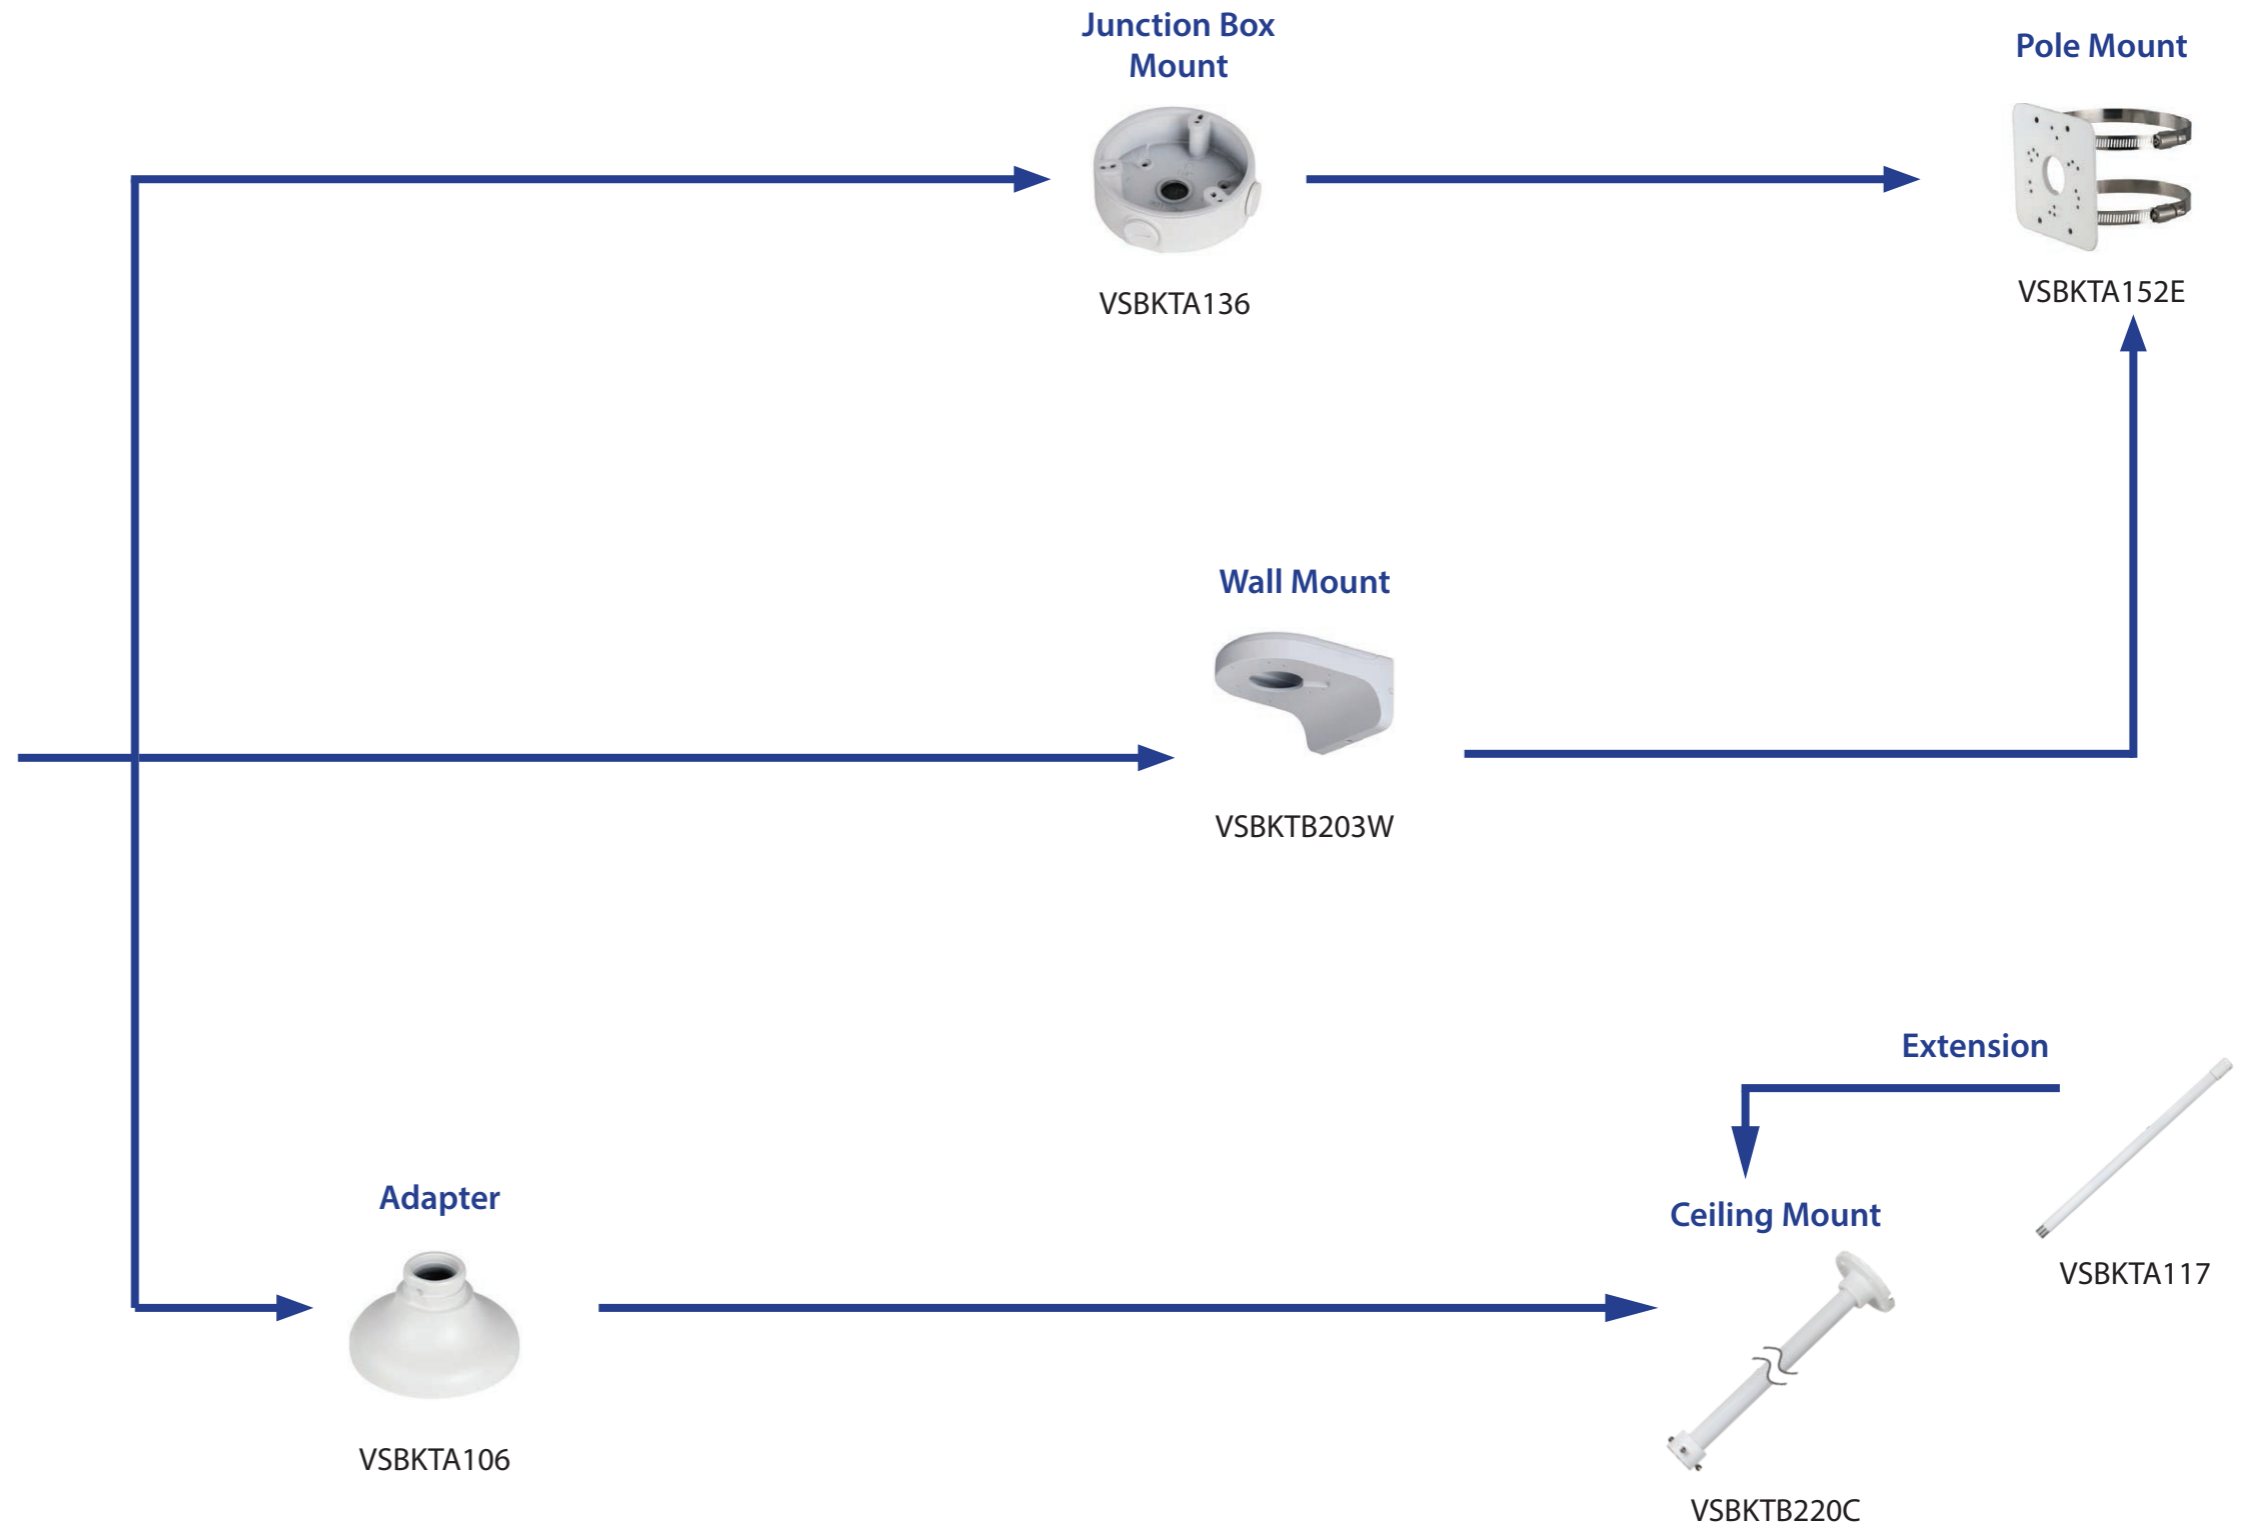 Junction Box
Mount
VSBKTA136
Pole Mount
VSBKTA152E
Wall Mount
VSBKTB203W
Adapter
VSBKTA106
Extension
VSBKTA117
Ceiling Mount
VSBKTB220C